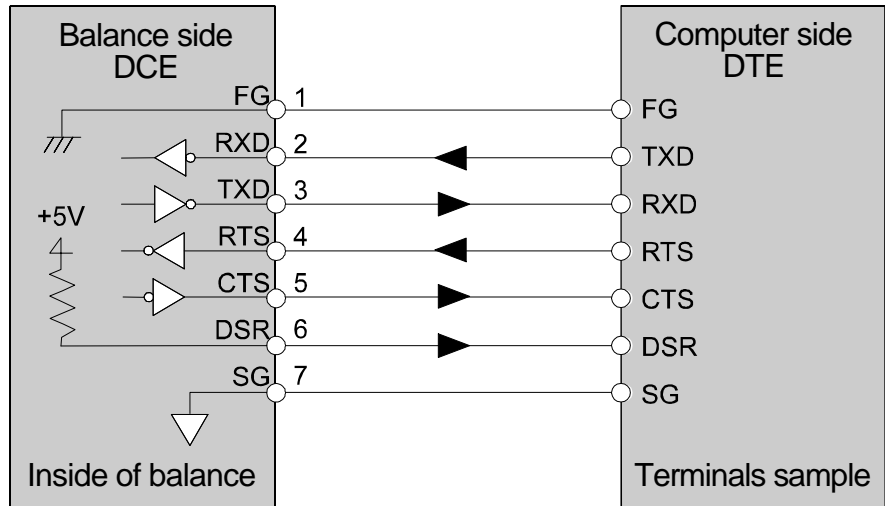 Balance side
DCE
Computer side
DTE
FG 1 FG
RXD 2 TXD
TXD 3 RXD
+5V
RTS 4 RTS
CTS 5 CTS
DSR 6 DSR
SG 7 SG
Inside of balance
Terminals sample